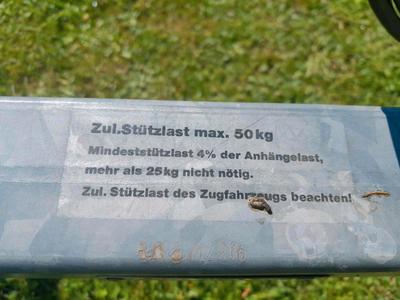 Zul.Stützlast max. 50kg
Mindeststützlast 4% der Anhängelast,
mehr als 25kg nicht nötig.
Zul. Stützlast des Zugfahrzeugs beachten!